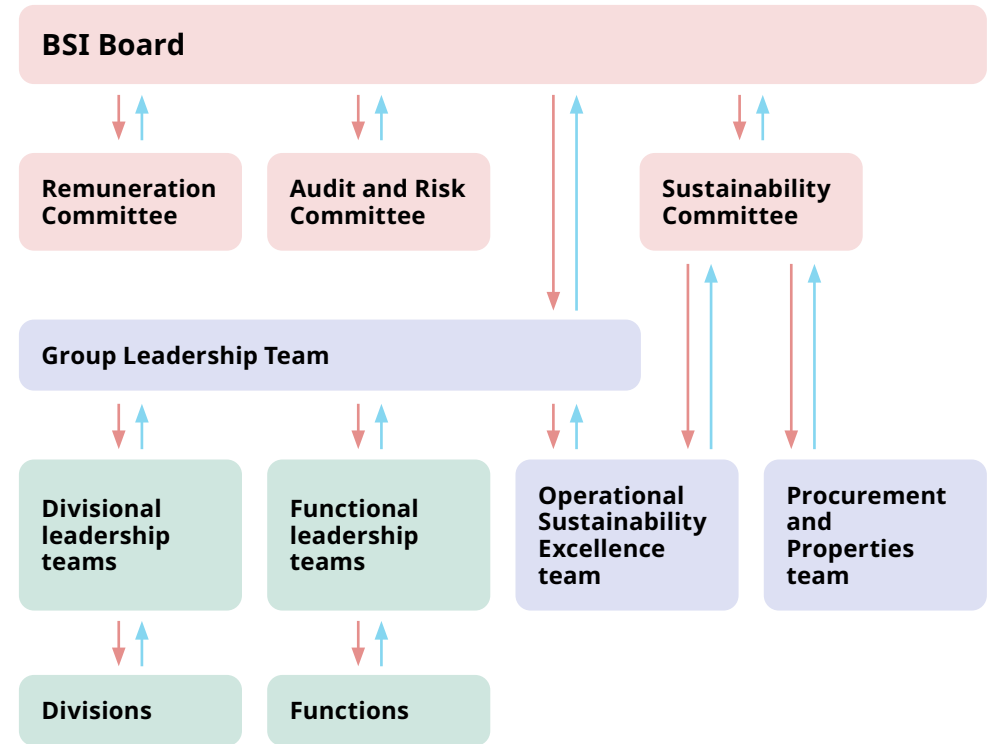 BSI Board
Remuneration
Committee
Audit and Risk
Committee
Sustainability
Committee
Group Leadership Team
Divisional
leadership
teams
Functional
leadership
teams
Operational
Sustainability
Excellence
team
Procurement
and
Properties
team
Divisions
Functions